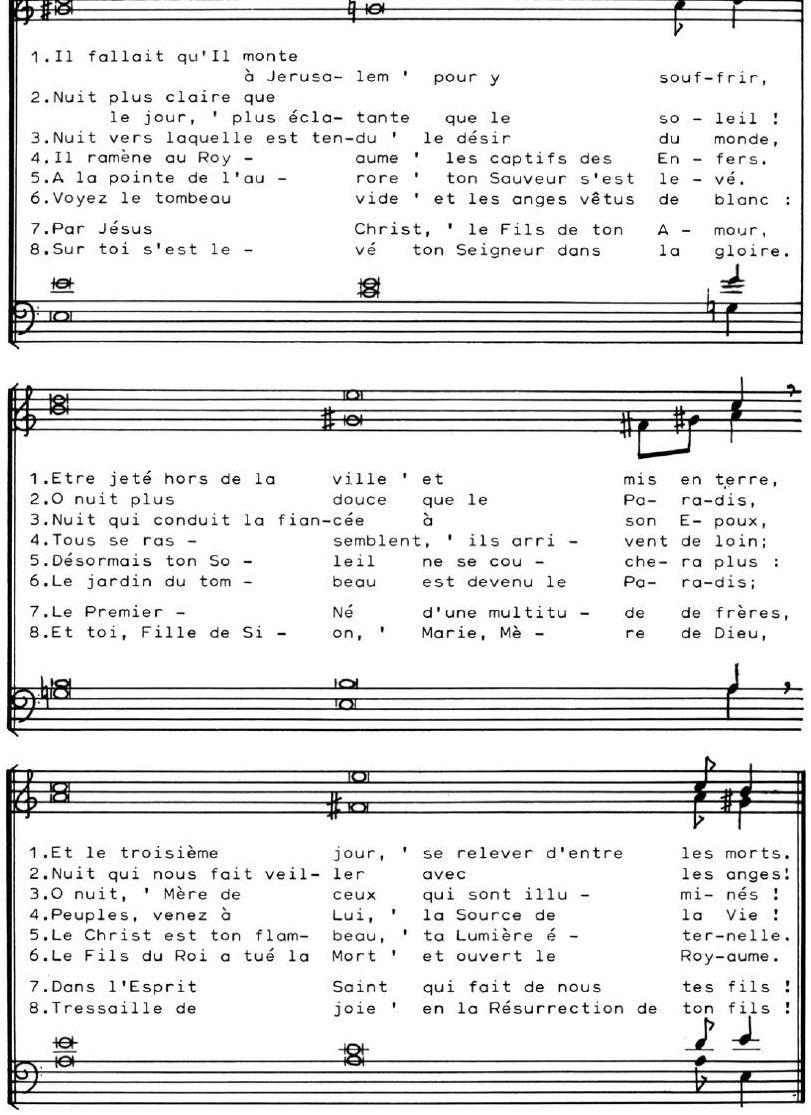 1.Il fallait qu'Il monte
à Jerusa- lem ' pour y souf-frir,
2.Nuit plus claire que
le jour, ' plus écla- tante que le so - leil !
3.Nuit vers laquelle est ten-du ' le désir du monde,
4.Il ramène au Roy - aume ' les captifs des En - fers.
5.A la pointe de l'au - rore ' ton Sauveur s'est le - vé.
6.Voyez le tombeau vide ' et les anges vêtus de blanc :
7.Par Jésus Christ, ' le Fils de ton A - mour,
8.Sur toi s'est le - vé ton Seigneur dans la gloire.
1.Etre jeté hors de la ville ' et mis en terre,
2.O nuit plus douce que le Pa- ra-dis,
3.Nuit qui conduit la fian-cée à son E- poux,
4.Tous se ras - semblent, ' ils arri - vent de loin;
5.Désormais ton So - leil ne se cou - che- ra plus :
6.Le jardin du tom - beau est devenu le Pa- ra-dis;
7.Le Premier - Né d'une multitu - de de frères,
8.Et toi, Fille de Si - on, ' Marie, Mè - re de Dieu,
1.Et le troisième jour, ' se relever d'entre les morts.
2.Nuit qui nous fait veil- ler avec les anges!
3.O nuit, ' Mère de ceux qui sont illu - mi- nés !
4.Peuples, venez à Lui, ' la Source de la Vie !
5.Le Christ est ton flam- beau, ' ta Lumière é - ter-nelle.
6.Le Fils du Roi a tué la Mort ' et ouvert le Roy-aume.
7.Dans l'Esprit Saint qui fait de nous tes fils !
8.Tressaille de joie ' en la Résurrection de ton fils !